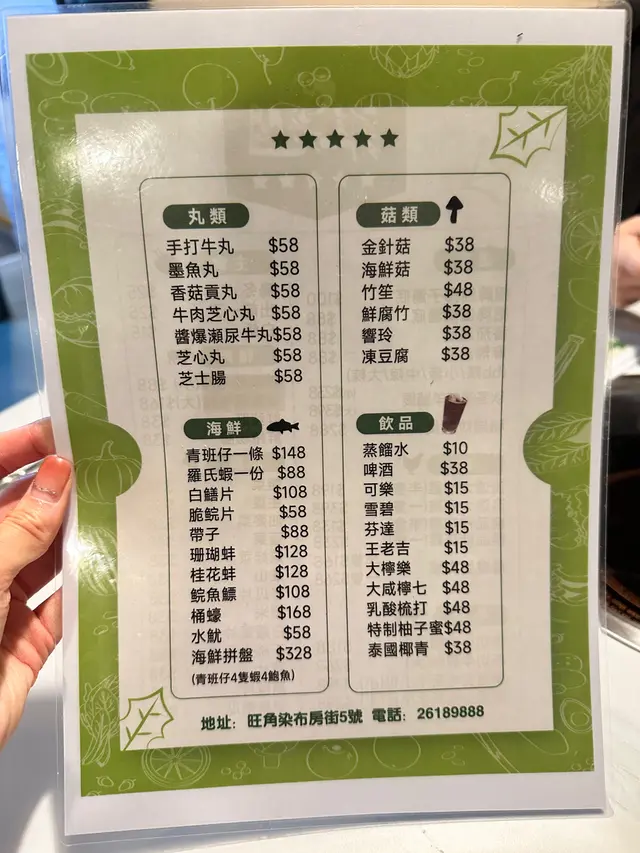 丸類
手打牛丸 $58
墨魚丸 $58
香菇貢丸 $58
牛肉芝心丸 $58
醬爆瀨尿牛丸$58
芝心丸 $58
芝士腸 $58
海鮮
青班仔一條 $148
羅氏蝦一份 $88
白鱔片 $108
脆鯇片 $58
帶子 $88
珊瑚蚌 $128
桂花蚌 $128
鯇魚鰾 $108
桶蠔 $168
水魷 $58
海鮮拼盤 $328
(青班仔4隻蝦4鮑魚)
菇類
金針菇 $38
海鮮菇 $38
竹笙 $48
鮮腐竹 $38
響玲 $38
凍豆腐 $38
飲品
蒸餾水 $10
啤酒 $38
可樂 $15
雪碧 $15
芬達 $15
王老吉 $15
大檸樂 $48
大咸檸七 $48
乳酸梳打 $48
特制柚子蜜$48
泰國椰青 $38
地址：旺角染布房街5號 電話：26189888